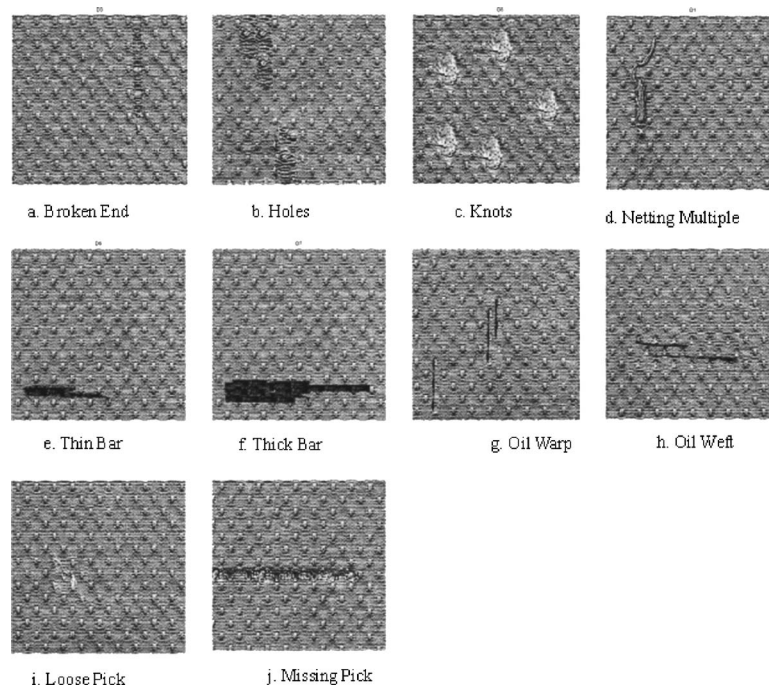 a. Broken End
b. Holes
c. Knots
d. Netting Multiple
e. Thin Bar
f. Thick Bar
g. Oil Warp
h. Oil Weft
i. Loose Pick
j. Missing Pick